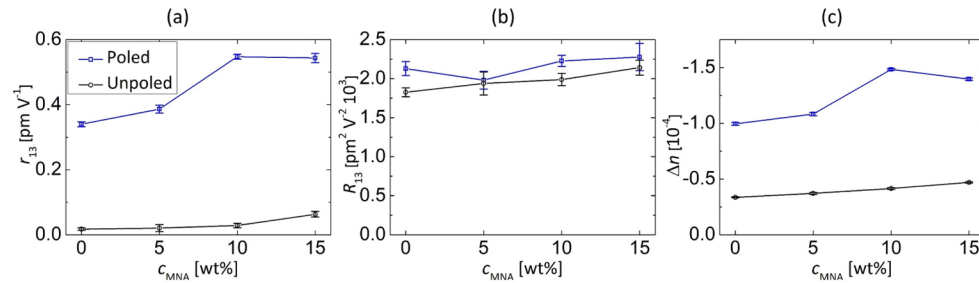 (a) (b) (c)
r13 [pm V-1]
0.6
0.4
0.2
0.0
Poled
Unpoled
0 5 10 15
cMNA [wt%]
R13 [pm2 V-2 103]
2.5
2.0
1.5
1.0
0.5
0.0
0 5 10 15
cMNA [wt%]
Δn [10-4]
-1.5
-1.0
-0.5
0.0
0 5 10 15
cMNA [wt%]